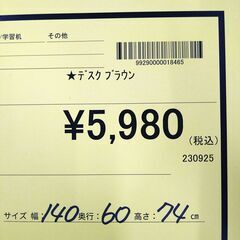 学習机
その他
99290000018465
★デスク ブラウン
¥5,980
(税込)
230925
サイズ 幅 140 奥行: 60 高さ: 74 cm